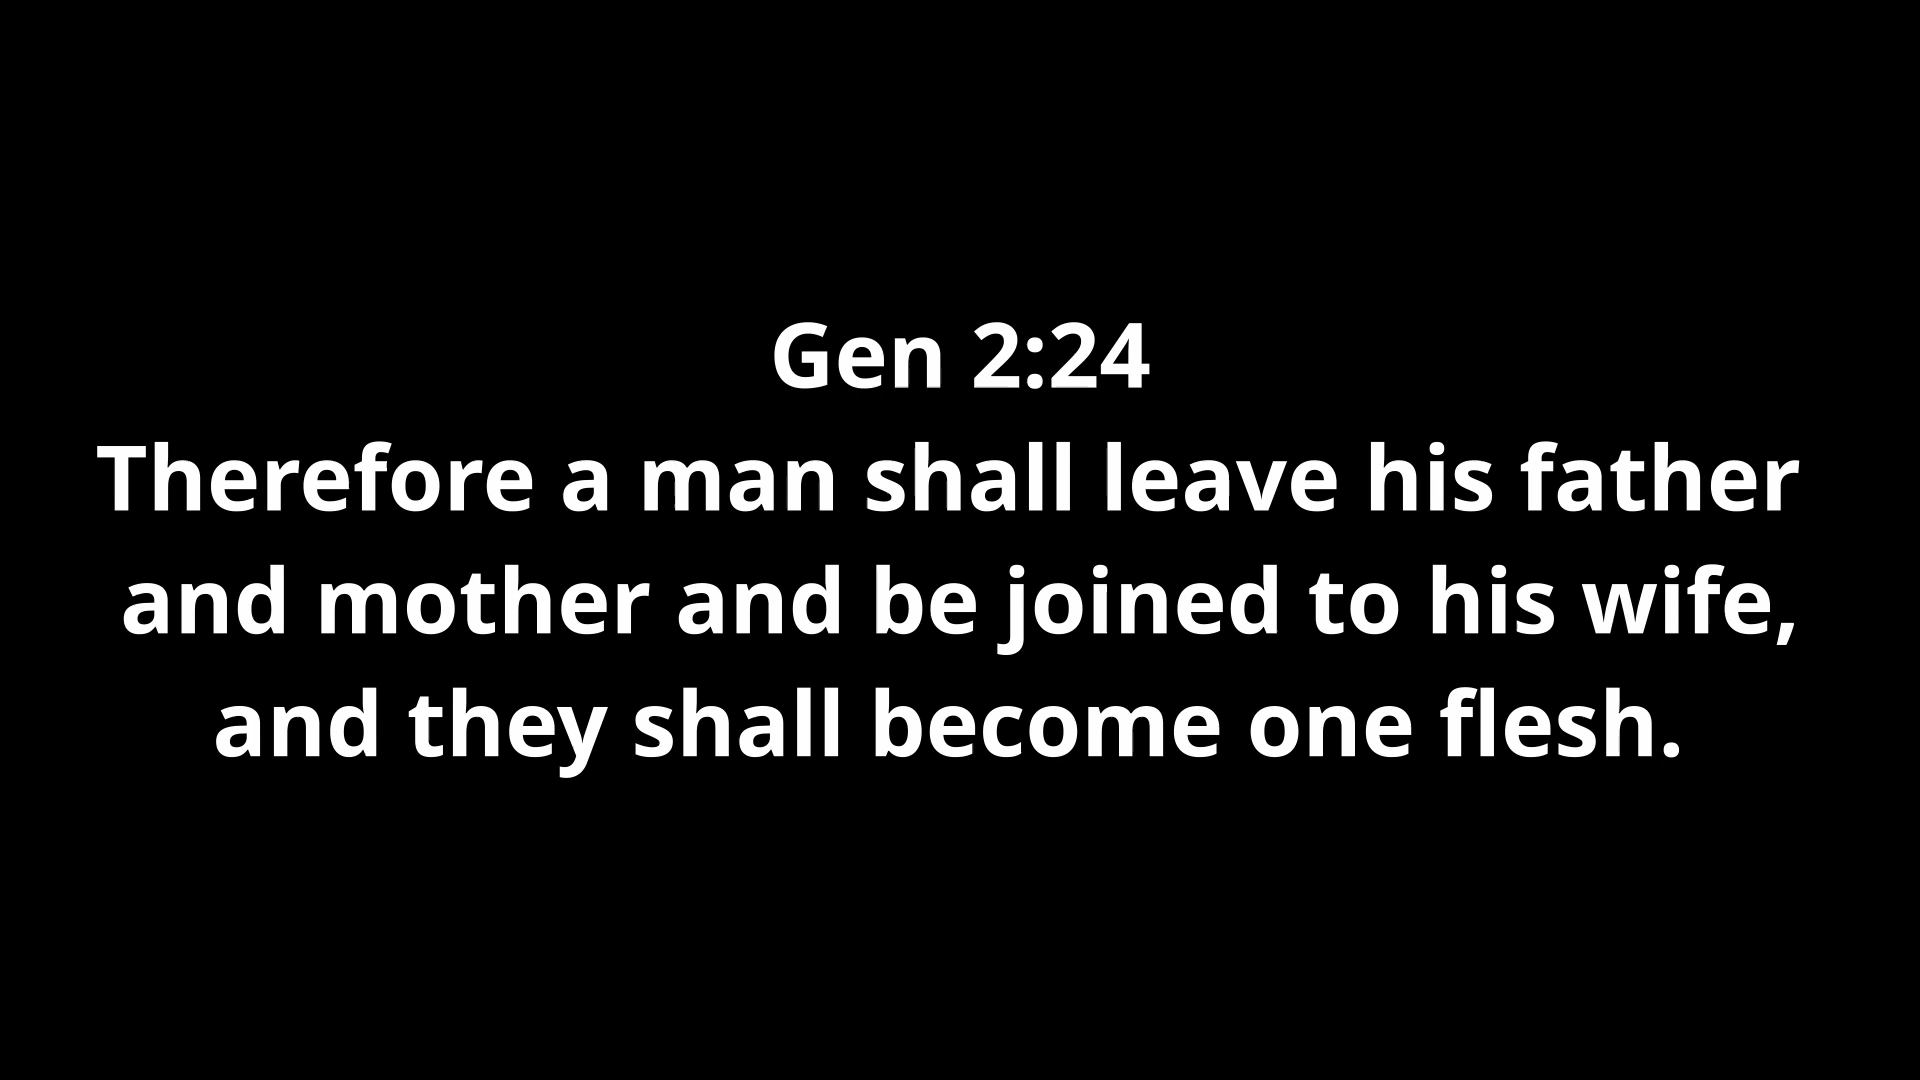 Gen 2:24
Therefore a man shall leave his father
and mother and be joined to his wife,
and they shall become one flesh.